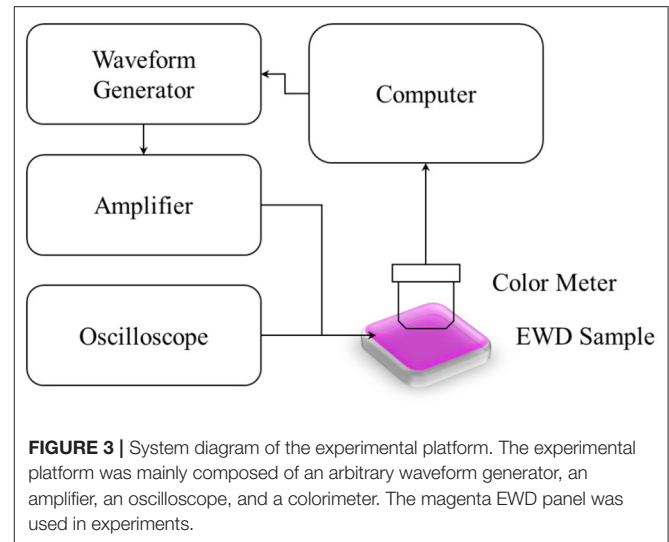 Waveform
Generator
Computer
Amplifier
Color Meter
Oscilloscope
EWD Sample
FIGURE 3 | System diagram of the experimental platform. The experimental
platform was mainly composed of an arbitrary waveform generator, an
amplifier, an oscilloscope, and a colorimeter. The magenta EWD panel was
used in experiments.